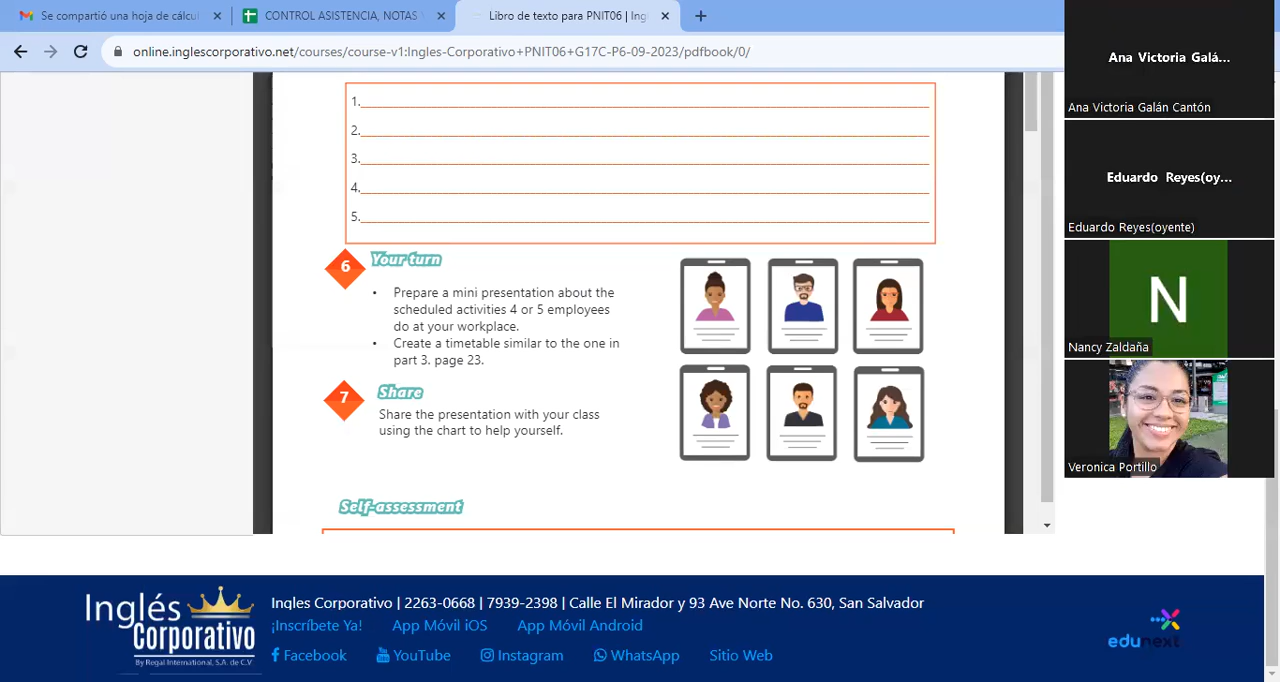 Se compartió una hoja de cálcul
CONTROL ASISTENCIA, NOTAS Y
Libro de texto para PNIT06 | Ing
online.inglescorporativo.net/courses/course-v1:Ingles-Corporativo+PNIT06+G17C-P6-09-2023/pdfbook/0/
1.
2.
3.
4.
5.
6 Your turn
• Prepare a mini presentation about the
scheduled activities 4 or 5 employees
do at your workplace.
• Create a timetable similar to the one in
part 3. page 23.
7 Share
Share the presentation with your class
using the chart to help yourself.
Self-assessment
Ana Victoria Galá...
Ana Victoria Galán Cantón
Eduardo Reyes(oy...
Eduardo Reyes(oyente)
N
Nancy Zaldaña
Veronica Portillo
Inglés
Corporativo
By Regal International, S.A. de C.V
Ingles Corporativo | 2263-0668 | 7939-2398 | Calle El Mirador y 93 Ave Norte No. 630, San Salvador
¡Inscríbete Ya! App Móvil iOS App Móvil Android
Facebook YouTube Instagram WhatsApp Sitio Web
edunext